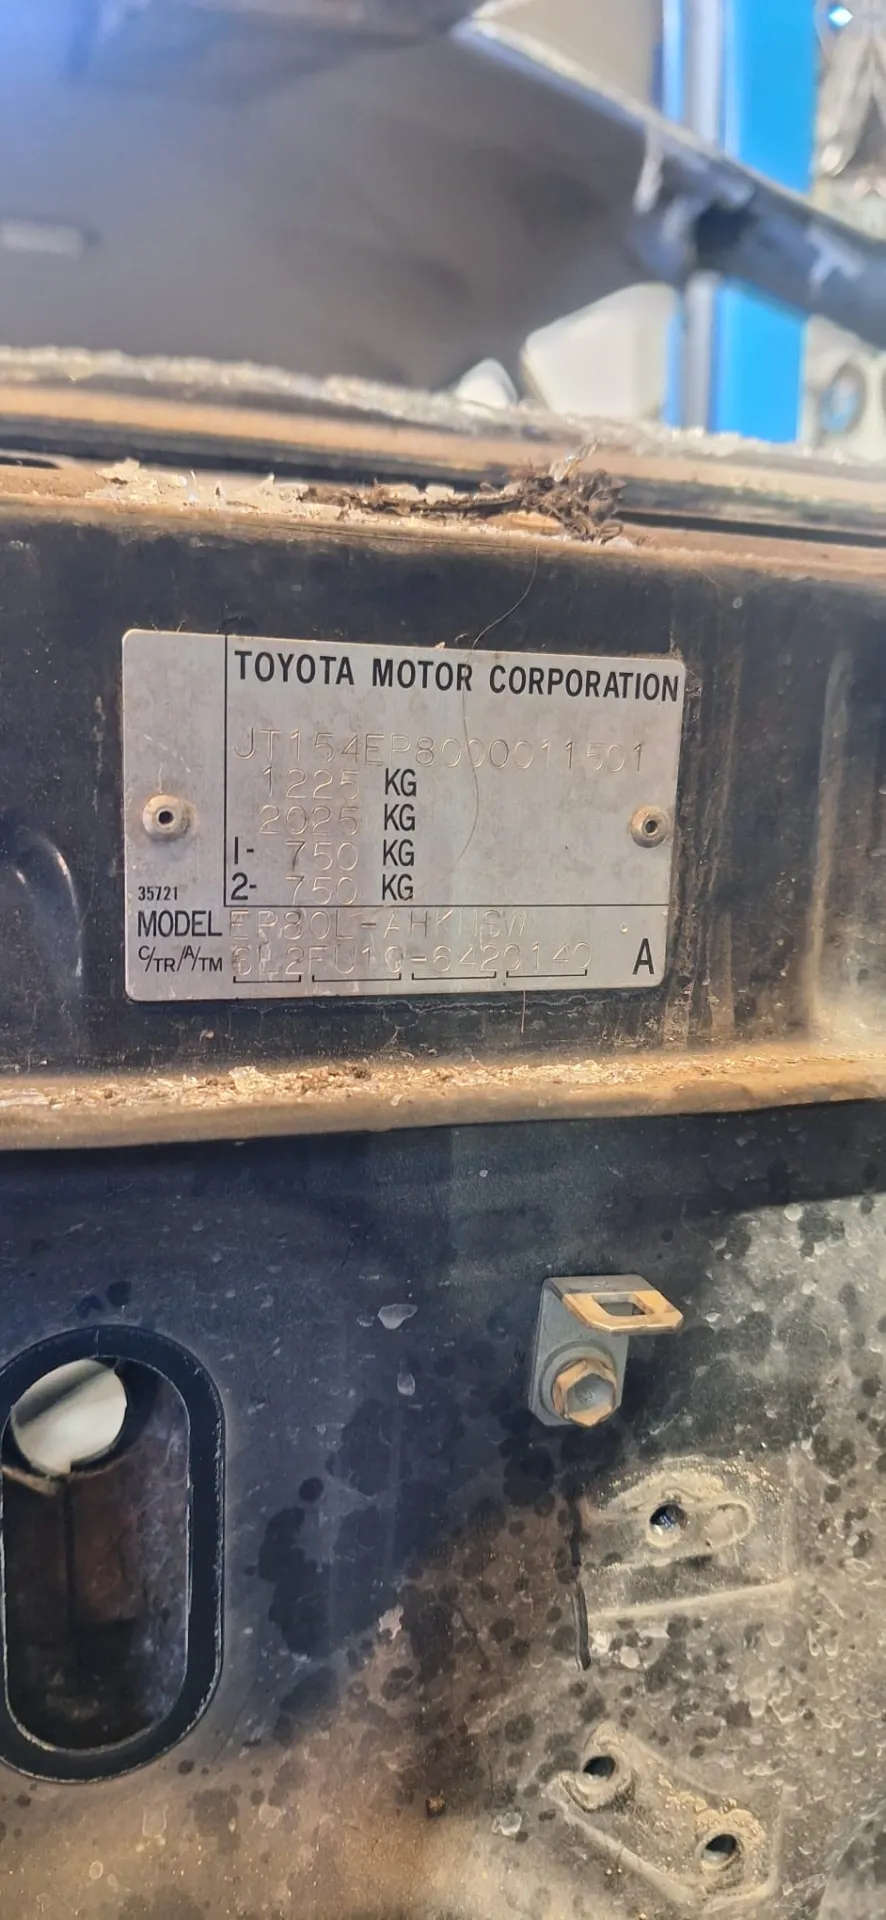 TOYOTA MOTOR CORPORATION
JT154EP8000011501
1225 KG
2025 KG
1- 750 KG
2- 750 KG
35721
MODEL EP80L-AHKNSW
C/TR/A/TM 6L2 FU10-6420140
A